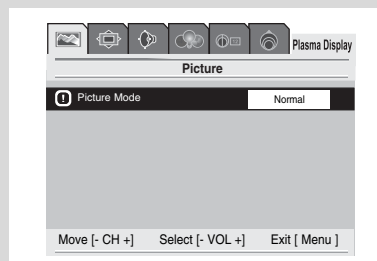 Plasma Display
Picture
Picture Mode Normal
Move [- CH +] Select [- VOL +] Exit [ Menu ]